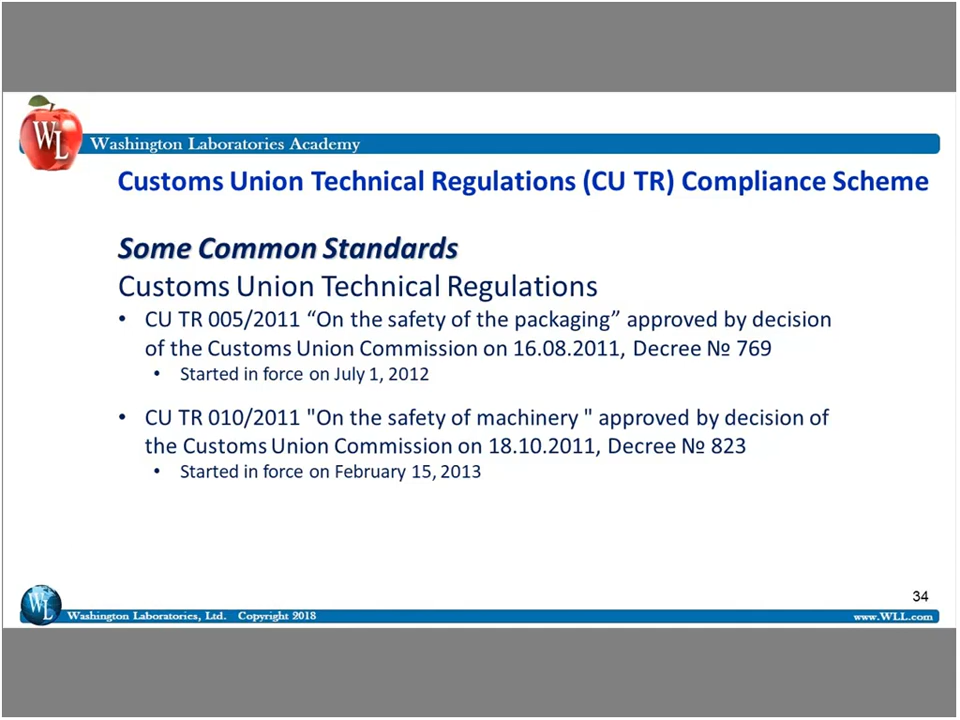 WL
Washington Laboratories Academy
Customs Union Technical Regulations (CU TR) Compliance Scheme
Some Common Standards
Customs Union Technical Regulations
• CU TR 005/2011 “On the safety of the packaging” approved by decision
of the Customs Union Commission on 16.08.2011, Decree № 769
• Started in force on July 1, 2012
• CU TR 010/2011 "On the safety of machinery " approved by decision of
the Customs Union Commission on 18.10.2011, Decree № 823
• Started in force on February 15, 2013
34
WL
Washington Laboratories, Ltd. Copyright 2018
www.WLL.com